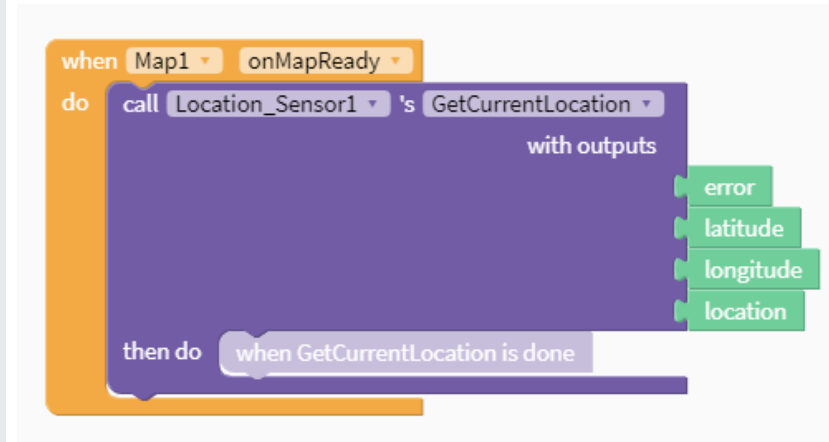 when Map1 onMapReady
do call Location_Sensor1 's GetCurrentLocation
with outputs
error
latitude
longitude
location
then do when GetCurrentLocation is done